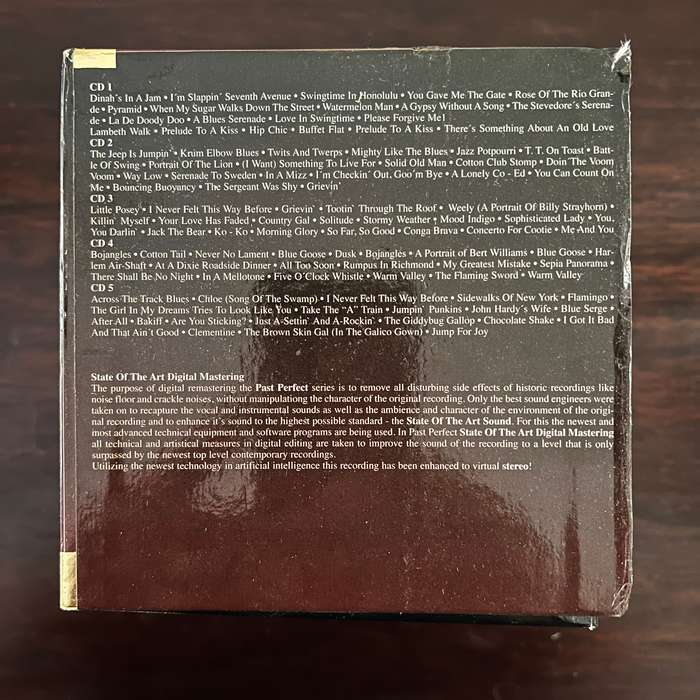 CD 1
Dinah's In A Jam • I´m Slappin' Seventh Avenue • Swingtime In Honolulu • You Gave Me The Gate • Rose Of The Rio Gran-
de • Pyramid • When My Sugar Walks Down The Street • Watermelon Man • A Gypsy Without A Song • The Stevedore's Serena-
de • La De Doody Doo • A Blues Serenade • Love In Swingtime • Please Forgive Me!
Lambeth Walk • Prelude To A Kiss • Hip Chic • Buffet Flat • Prelude To A Kiss • There's Something About An Old Love
CD 2
The Jeep Is Jumpin' • Krum Elbow Blues • Twits And Twerps • Mighty Like The Blues • Jazz Potpourri • T. T. On Toast • Batt-
le Of Swing • Portrait Of The Lion • (I Want) Something To Live For • Solid Old Man • Cotton Club Stomp • Doin´The Voom
Voom • Way Low • Serenade To Sweden • In A Mizz • I´m Checkin´ Out, Goo´m Bye • A Lonely Co - Ed • You Can Count On
Me • Bouncing Buoyancy • The Sergeant Was Shy • Grievin'
CD 3
Little Posey • I Never Felt This Way Before • Grievin´ • Tootin´ Through The Roof • Weely (A Portrait Of Billy Strayhorn) •
Killin´ Myself • Your Love Has Faded • Country Gal • Solitude • Stormy Weather • Mood Indigo • Sophisticated Lady • You,
You Darlin´ • Jack The Bear • Ko - Ko • Morning Glory • So Far, So Good • Conga Brava • Concerto For Cootie • Me And You
CD 4
Bojangles • Cotton Tail • Never No Lament • Blue Goose • Dusk • Bojangles • A Portrait of Bert Williams • Blue Goose • Har-
lem Air-Shaft • At A Dixie Roadside Dinner • All Too Soon • Rumpus In Richmond • My Greatest Mistake • Sepia Panorama •
There Shall Be No Night • In A Mellotone • Five O´Clock Whistle • Warm Valley • The Flaming Sword • Warm Valley
CD 5
Across The Track Blues • Chloe (Song Of The Swamp) • I Never Felt This Way Before • Sidewalks Of New York • Flamingo •
The Girl In My Dreams Tries To Look Like You • Take The "A" Train • Jumpin´ Punkins • John Hardy´s Wife • Blue Serge •
After All • Bakiff • Are You Sticking? • Just A-Settin´ And A-Rockin´ • The Giddybug Gallop • Chocolate Shake • I Got It Bad
And That Ain´t Good • Clementine • The Brown Skin Gal (In The Galico Gown) • Jump For Joy
State Of The Art Digital Mastering
The purpose of digital remastering the Past Perfect series is to remove all disturbing side effects of historic recordings like
noise floor and crackle noises, without manipulationg the character of the original recording. Only the best sound engineers were
taken on to recapture the vocal and instrumental sounds as well as the ambience and character of the environment of the origi-
nal recording and to enhance it's sound to the highest possible standard - the State Of The Art Sound. For this the newest and
most advanced technical equipment and software programs are being used. In Past Perfect State Of The Art Digital Mastering
all technical and artistical measures in digital editing are taken to improve the sound of the recording to a level that is only
surpassed by the newest top level contemporary recordings.
Utilizing the newest technology in artificial intelligence this recording has been enhanced to virtual stereo!